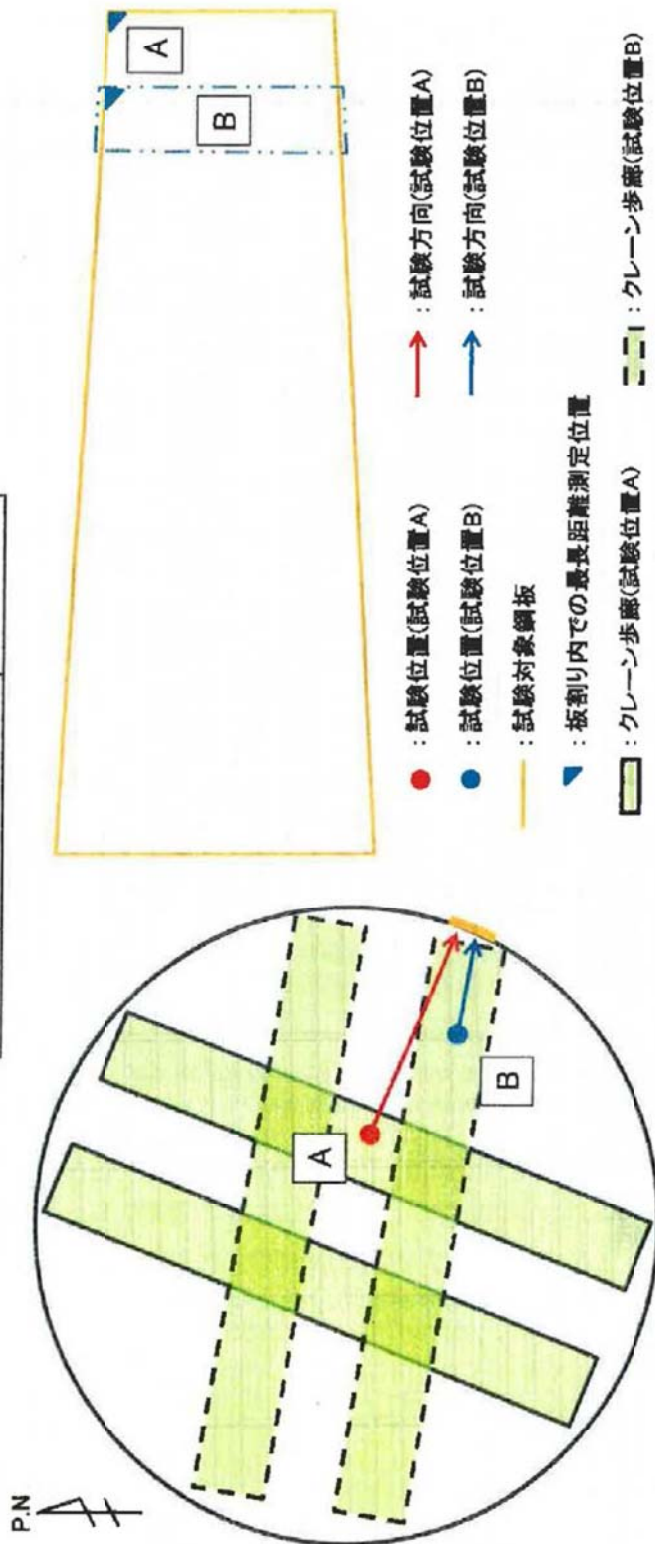 P.N
A
B
A
B
● : 試験位置(試験位置A)
● : 試験位置(試験位置B)
: 試験対象鋼板
: 板割り内での最長距離測定位置
: クレーン歩廊(試験位置A)
→ : 試験方向(試験位置A)
→ : 試験方向(試験位置B)
: クレーン歩廊(試験位置B)